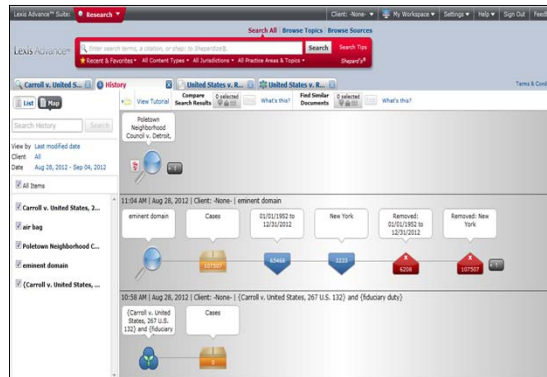 Lexis Advance™ Suite: Research Client: -None- My Workspace Settings Help Sign Out Feed
Search All | Browse Topics | Browse Sources
Lexis Advance® Enter search terms, a citation, or shep: to Shepardize®. Search Search Tips
Recent & Favorites All Content Types All Jurisdictions All Practice Areas & Topics Shepard's®
Carroll v. United S... History United States v. R... United States v. R... Terms & Condi
List Map View Tutorial Compare Search Results 0 selected What's this? Find Similar Documents 0 selected What's this?
Search History Search
View by Last modified date
Client All
Date Aug 28, 2012 - Sep 04, 2012
All Items
Carroll v. United States, 2...
air bag
Poletown Neighborhood C...
eminent domain
{Carroll v. United States, ...
Poletown
Neighborhood
Council v. Detroit,
11:04 AM | Aug 28, 2012 | Client: -None- | eminent domain
eminent domain
Cases
01/01/1952 to
12/31/2012
New York
Removed:
01/01/1952 to
12/31/2012
Removed: New
York
107507
65468
3233
6208
107507
10:58 AM | Aug 28, 2012 | Client: -None- | {Carroll v. United States, 267 U.S. 132} and {fiduciary duty}
{Carroll v. United
States, 267 U.S.
132} and {fiduciary
Cases
0